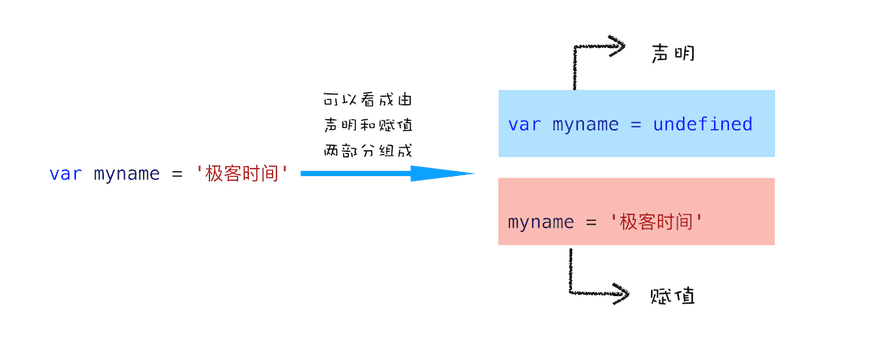 var myname = '极客时间'
可以看成由
声明和赋值
两部分组成
声明
var myname = undefined
myname = '极客时间'
赋值